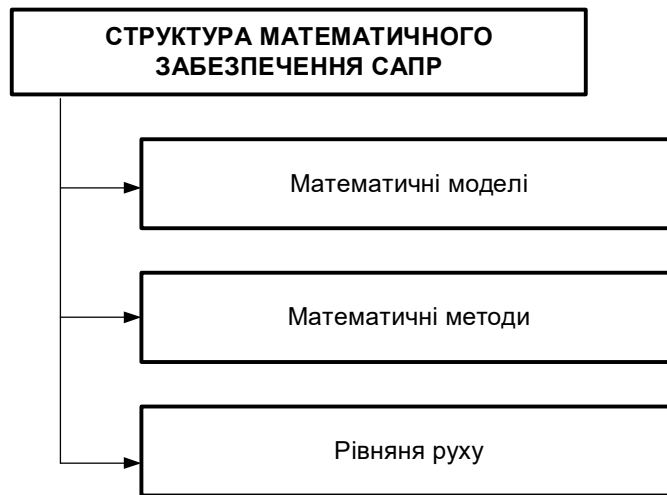 СТРУКТУРА МАТЕМАТИЧНОГО
ЗАБЕЗПЕЧЕННЯ САПР
Математичні моделі
Математичні методи
Рівняня руху